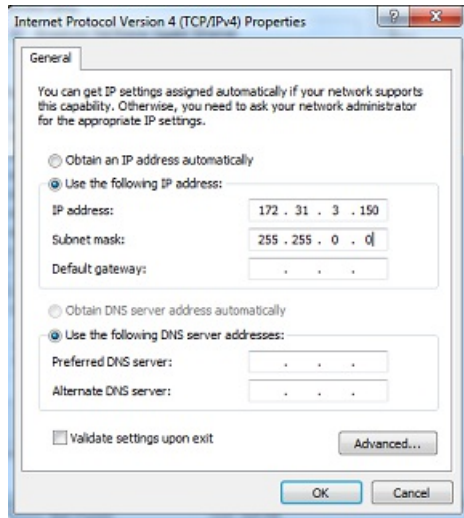 Internet Protocol Version 4 (TCP/IPv4) Properties
General
You can get IP settings assigned automatically if your network supports
this capability. Otherwise, you need to ask your network administrator
for the appropriate IP settings.
Obtain an IP address automatically
Use the following IP address:
IP address: 172 . 31 . 3 . 150
Subnet mask: 255 . 255 . 0 . 0
Default gateway: . . .
Obtain DNS server address automatically
Use the following DNS server addresses:
Preferred DNS server: . . .
Alternate DNS server: . . .
Validate settings upon exit
Advanced...
OK Cancel